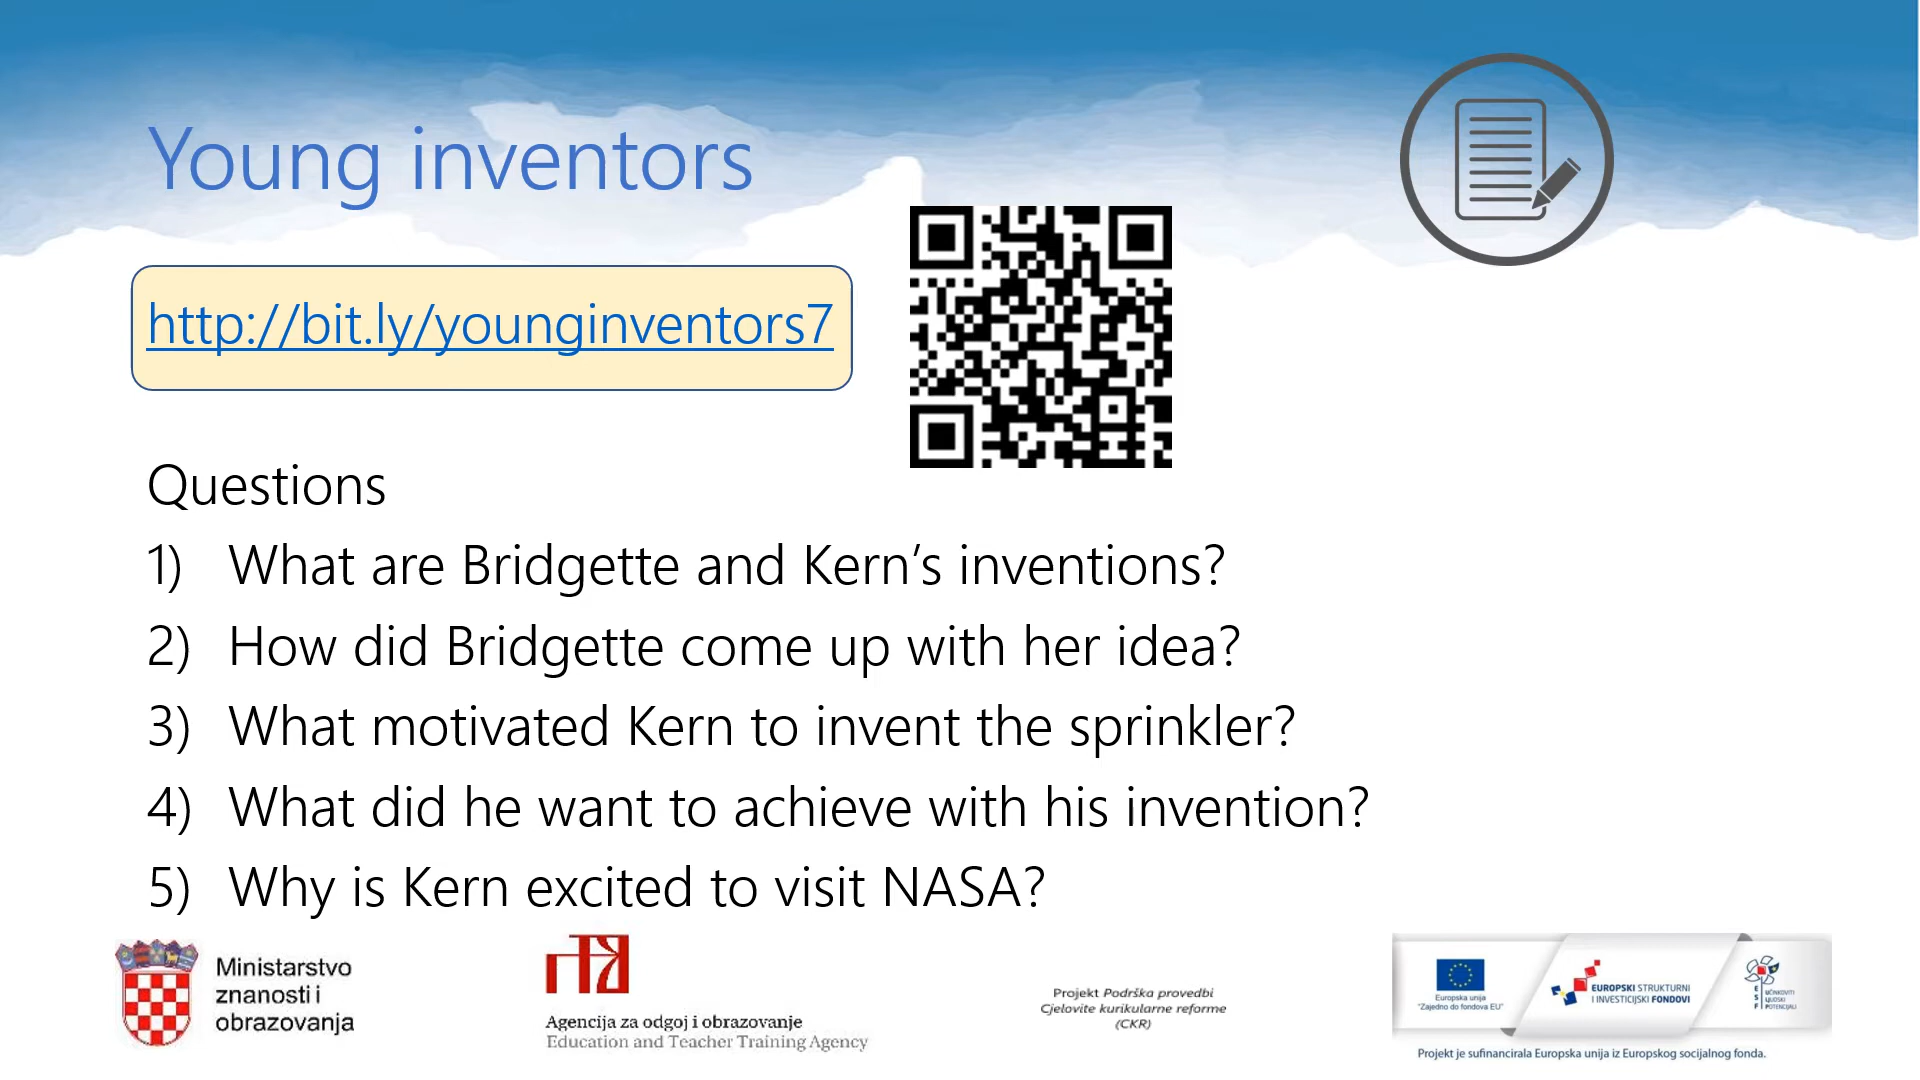 Young inventors
http://bit.ly/younginventors7
Questions
1) What are Bridgette and Kern’s inventions?
2) How did Bridgette come up with her idea?
3) What motivated Kern to invent the sprinkler?
4) What did he want to achieve with his invention?
5) Why is Kern excited to visit NASA?
Ministarstvo
znanosti i
obrazovanja
Agencija za odgoj i obrazovanje
Education and Teacher Training Agency
Projekt Podrška provedbi
Cjelovite kurikularne reforme
(CKR)
Europska unija
"Zajedno do fondova EU"
EUROPSKI STRUKTURNI
I INVESTICIJSKI FONDOVI
ESF
UČINKOVITI
LJUDSKI
POTENCIJALI
Projekt je sufinancirala Europska unija iz Europskog socijalnog fonda.